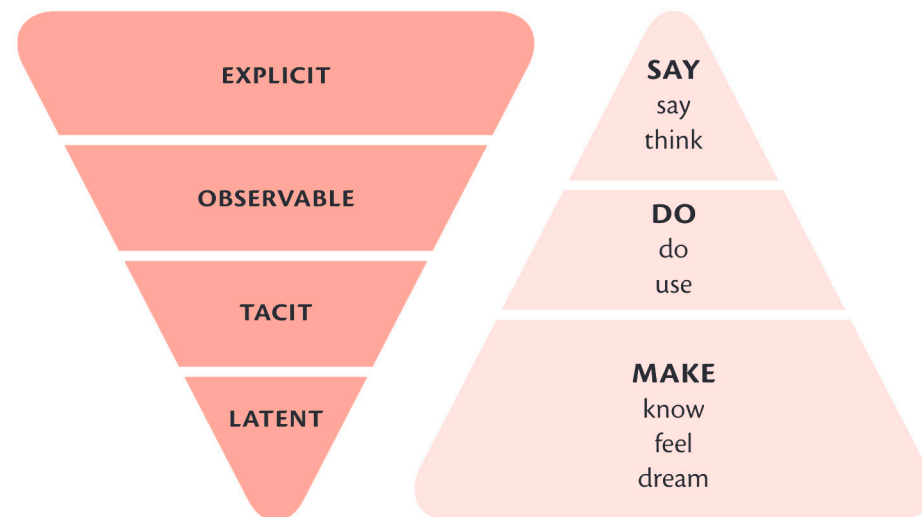 EXPLICIT
OBSERVABLE
TACIT
LATENT
SAY
say
think
DO
do
use
MAKE
know
feel
dream